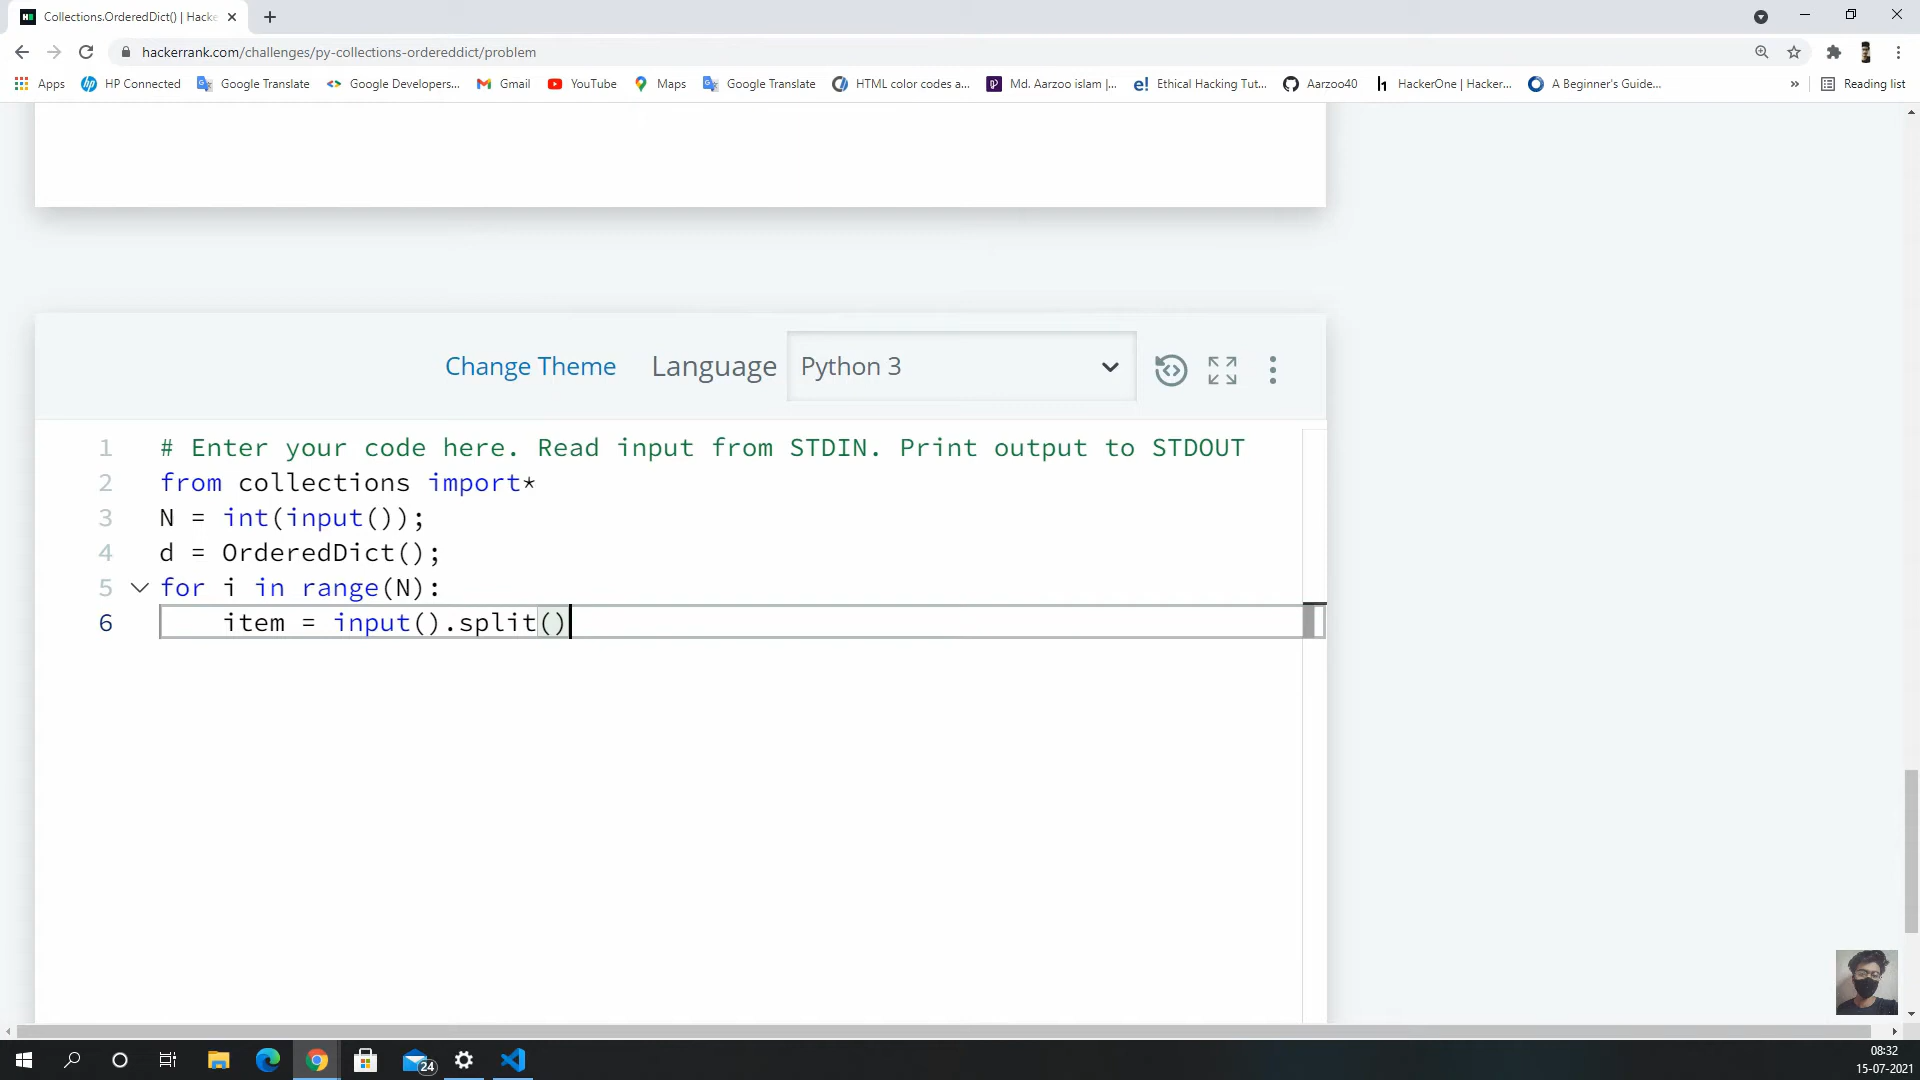 Collections.OrderedDict() | Hacke
hackerrank.com/challenges/py-collections-ordereddict/problem
Apps HP Connected Google Translate Google Developers... Gmail YouTube Maps Google Translate HTML color codes a... Md. Aarzoo islam |... Ethical Hacking Tut... Aarzoo40 HackerOne | Hacker... A Beginner's Guide... » Reading list
Change Theme Language Python 3
1 # Enter your code here. Read input from STDIN. Print output to STDOUT
2 from collections import*
3 N = int(input());
4 d = OrderedDict();
5 for i in range(N):
6 item = input().split()
24
08:32
15-07-2021